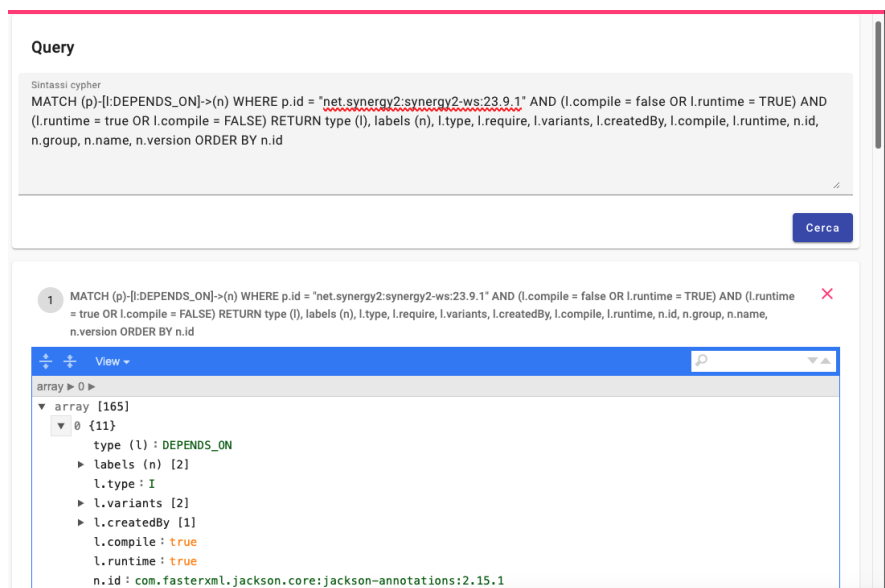 Query
Sintassi cypher
MATCH (p)-[l:DEPENDS_ON]->(n) WHERE p.id = "net.synergy2:synergy2-ws:23.9.1" AND (l.compile = false OR l.runtime = TRUE) AND
(l.runtime = true OR l.compile = FALSE) RETURN type (l), labels (n), l.type, l.require, l.variants, l.createdBy, l.compile, l.runtime, n.id,
n.group, n.name, n.version ORDER BY n.id
Cerca
1
MATCH (p)-[l:DEPENDS_ON]->(n) WHERE p.id = "net.synergy2:synergy2-ws:23.9.1" AND (l.compile = false OR l.runtime = TRUE) AND (l.runtime
= true OR l.compile = FALSE) RETURN type (l), labels (n), l.type, l.require, l.variants, l.createdBy, l.compile, l.runtime, n.id, n.group, n.name,
n.version ORDER BY n.id
View
array ► 0 ►
array [165]
0 {11}
type (l) : DEPENDS_ON
labels (n) [2]
l.type : I
l.variants [2]
l.createdBy [1]
l.compile : true
l.runtime : true
n.id : com.fasterxml.jackson.core:jackson-annotations:2.15.1